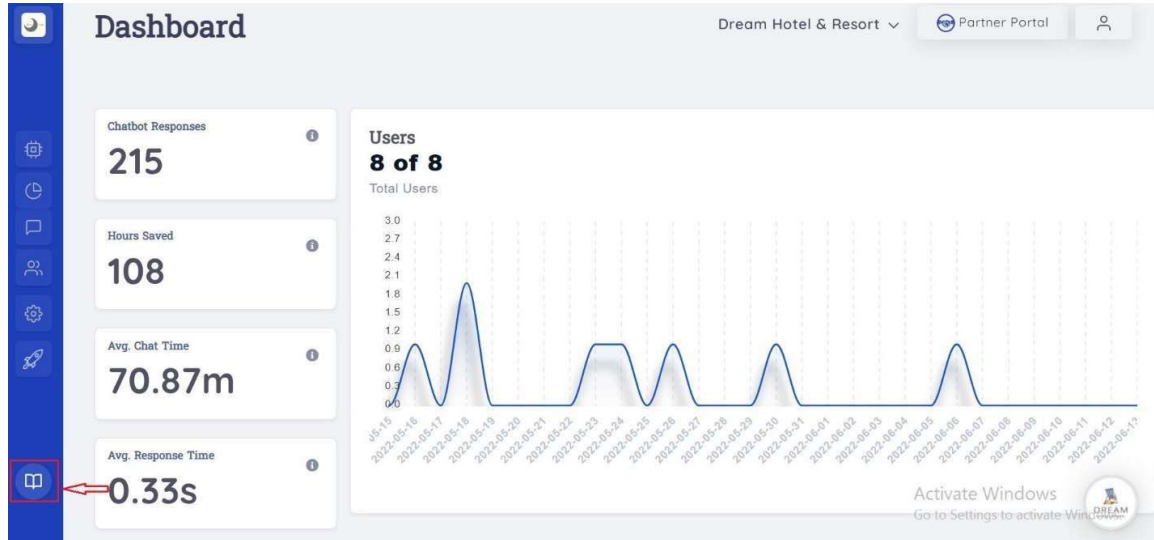 Dashboard
Dream Hotel & Resort
Partner Portal
Chatbot Responses
215
Hours Saved
108
Avg. Chat Time
70.87m
Avg. Response Time
0.33s
Users
8 of 8
Total Users
3.0
2.7
2.4
2.1
1.8
1.5
1.2
0.9
0.6
0.3
0.0
05-15
2022-05-16
2022-05-17
2022-05-18
2022-05-19
2022-05-20
2022-05-21
2022-05-22
2022-05-23
2022-05-24
2022-05-25
2022-05-26
2022-05-27
2022-05-28
2022-05-29
2022-05-30
2022-05-31
2022-06-01
2022-06-02
2022-06-03
2022-06-04
2022-06-05
2022-06-06
2022-06-07
2022-06-08
2022-06-09
2022-06-10
2022-06-11
2022-06-12
2022-06-13
Activate Windows
Go to Settings to activate Windows.
DREAM